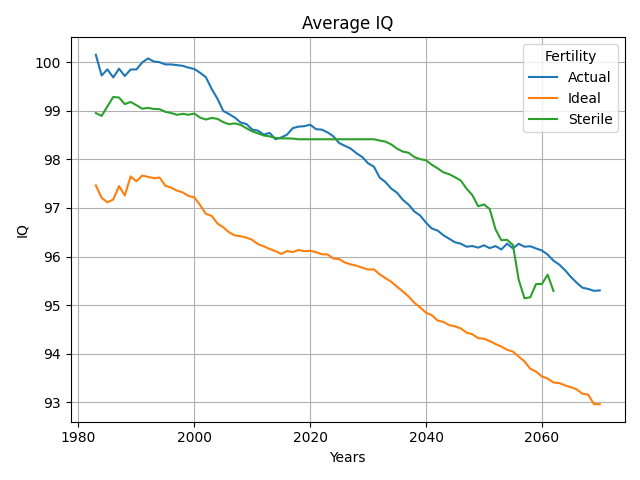 Average IQ
Fertility
Actual
Ideal
Sterile
IQ
100
99
98
97
96
95
94
93
1980
2000
2020
2040
2060
Years